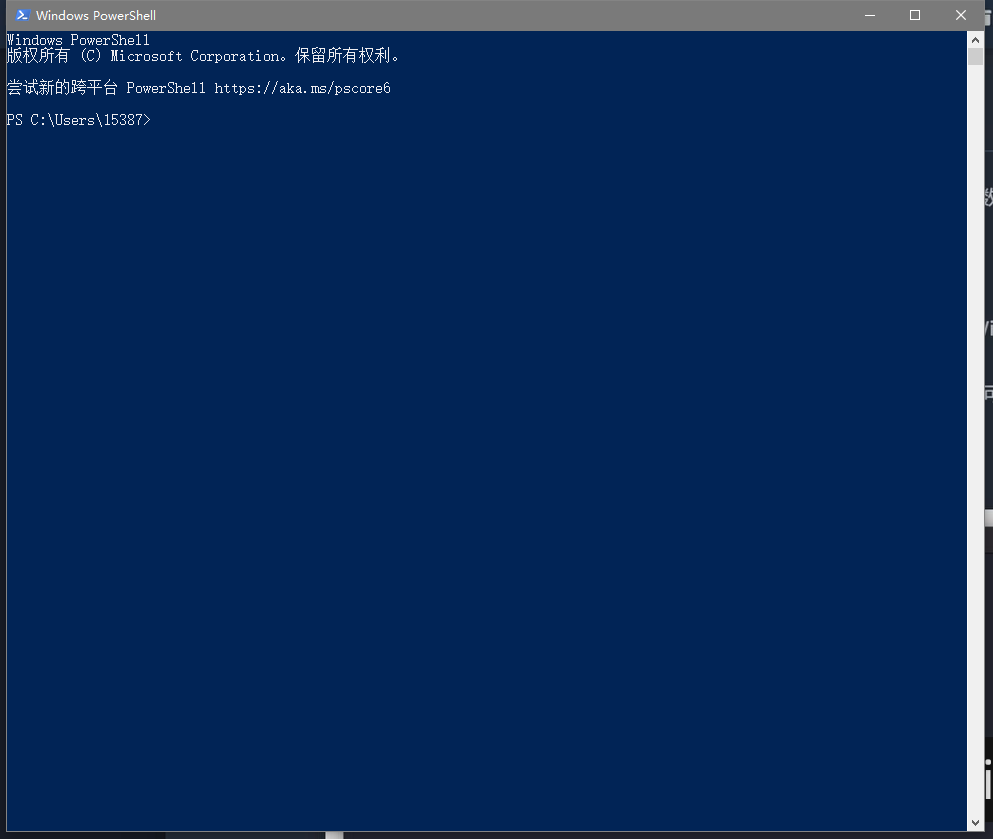 Windows PowerShell
Windows PowerShell
版权所有 (C) Microsoft Corporation。保留所有权利。
尝试新的跨平台 PowerShell https://aka.ms/pscore6
PS C:\Users\15387>